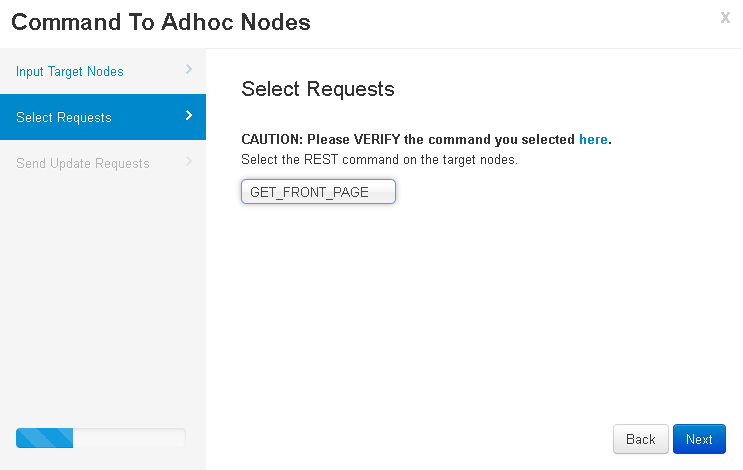 Command To Adhoc Nodes
x
Input Target Nodes
Select Requests
Send Update Requests
Select Requests
CAUTION: Please VERIFY the command you selected here.
Select the REST command on the target nodes.
GET_FRONT_PAGE
Back
Next